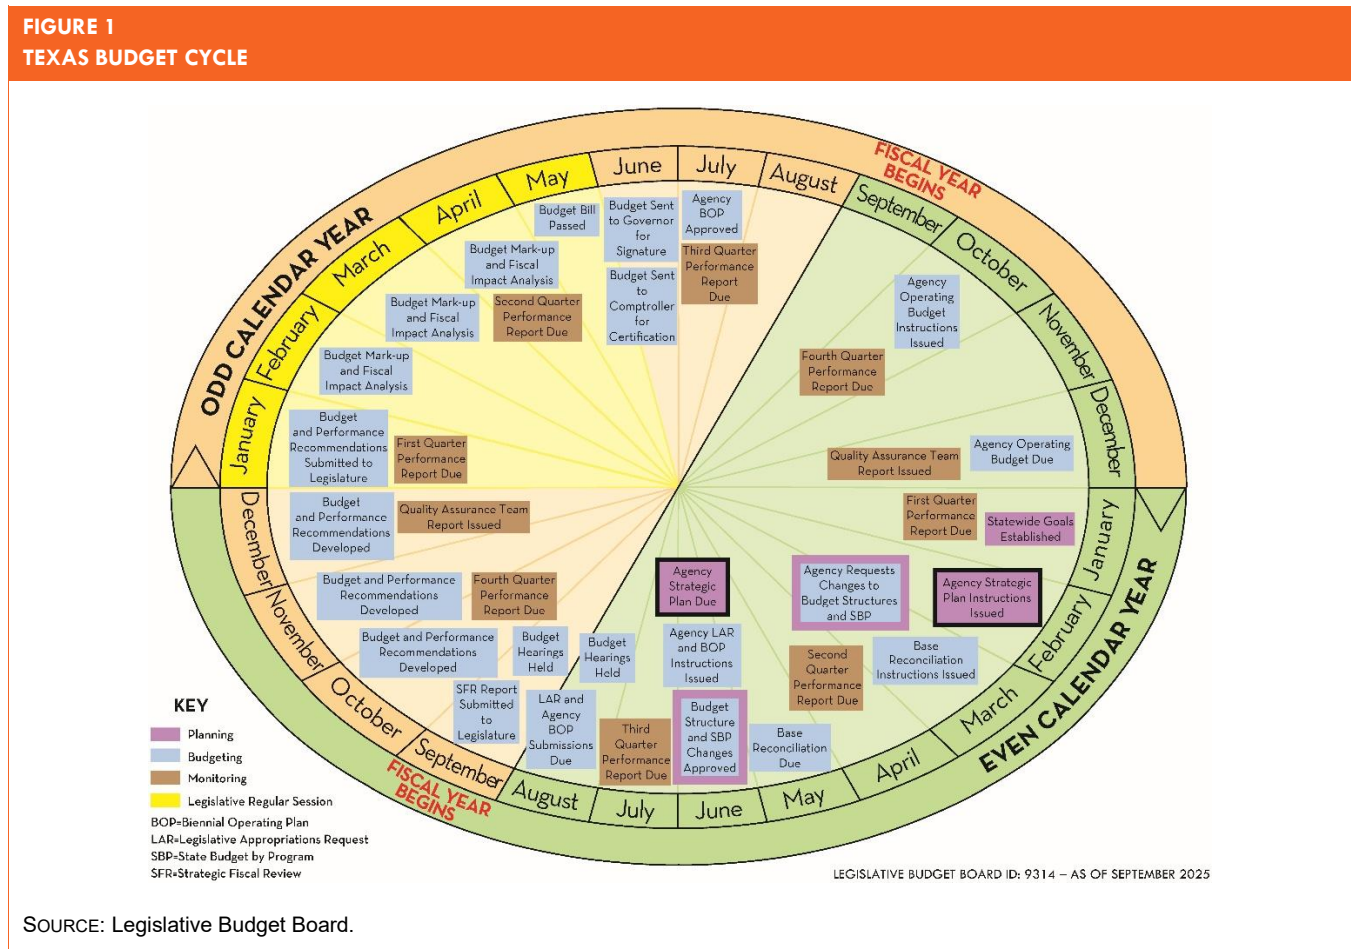 FIGURE 1
TEXAS BUDGET CYCLE
ODD CALENDAR YEAR
January
February
March
April
May
June
July
August
FISCAL YEAR
BEGINS
September
October
November
December
Budget Bill
Passed
Budget Sent
to Governor
for
Signature
Agency
BOP
Approved
Budget Mark-up
and Fiscal
Impact Analysis
Third Quarter
Performance
Report
Due
Budget Sent
to
Comptroller
for
Certification
Agency
Operating
Budget
Instructions
Issued
Budget Mark-up
and Fiscal
Impact Analysis
Second Quarter
Performance
Report Due
Budget Mark-up
and Fiscal
Impact Analysis
Fourth Quarter
Performance
Report Due
Budget
and Performance
Recommendations
Submitted to
Legislature
First Quarter
Performance
Report Due
Quality Assurance Team
Report Issued
Agency Operating
Budget Due
Budget
and Performance
Recommendations
Developed
Quality Assurance Team
Report Issued
First Quarter
Performance
Report Due
Statewide Goals
Established
Budget and Performance
Recommendations
Developed
Fourth Quarter
Performance
Report Due
Agency
Strategic
Plan Due
Agency Requests
Changes to
Budget Structures
and SBP
Agency Strategic
Plan Instructions
Issued
Budget and Performance
Recommendations
Developed
Budget
Hearings
Held
Budget
Hearings
Held
Agency LAR
and BOP
Instructions
Issued
Second
Quarter
Performance
Report Due
Base
Reconciliation
Instructions Issued
SFR Report
Submitted
to
Legislature
LAR and
Agency
BOP
Submissions
Due
Third
Quarter
Performance
Report Due
Budget
Structure
and SBP
Changes
Approved
Base
Reconciliation
Due
EVEN CALENDAR YEAR
January
February
March
April
May
June
July
August
FISCAL YEAR
BEGINS
September
October
November
December
KEY
Planning
Budgeting
Monitoring
Legislative Regular Session
BOP=Biennial Operating Plan
LAR=Legislative Appropriations Request
SBP=State Budget by Program
SFR=Strategic Fiscal Review
LEGISLATIVE BUDGET BOARD ID: 9314 – AS OF SEPTEMBER 2025
SOURCE: Legislative Budget Board.